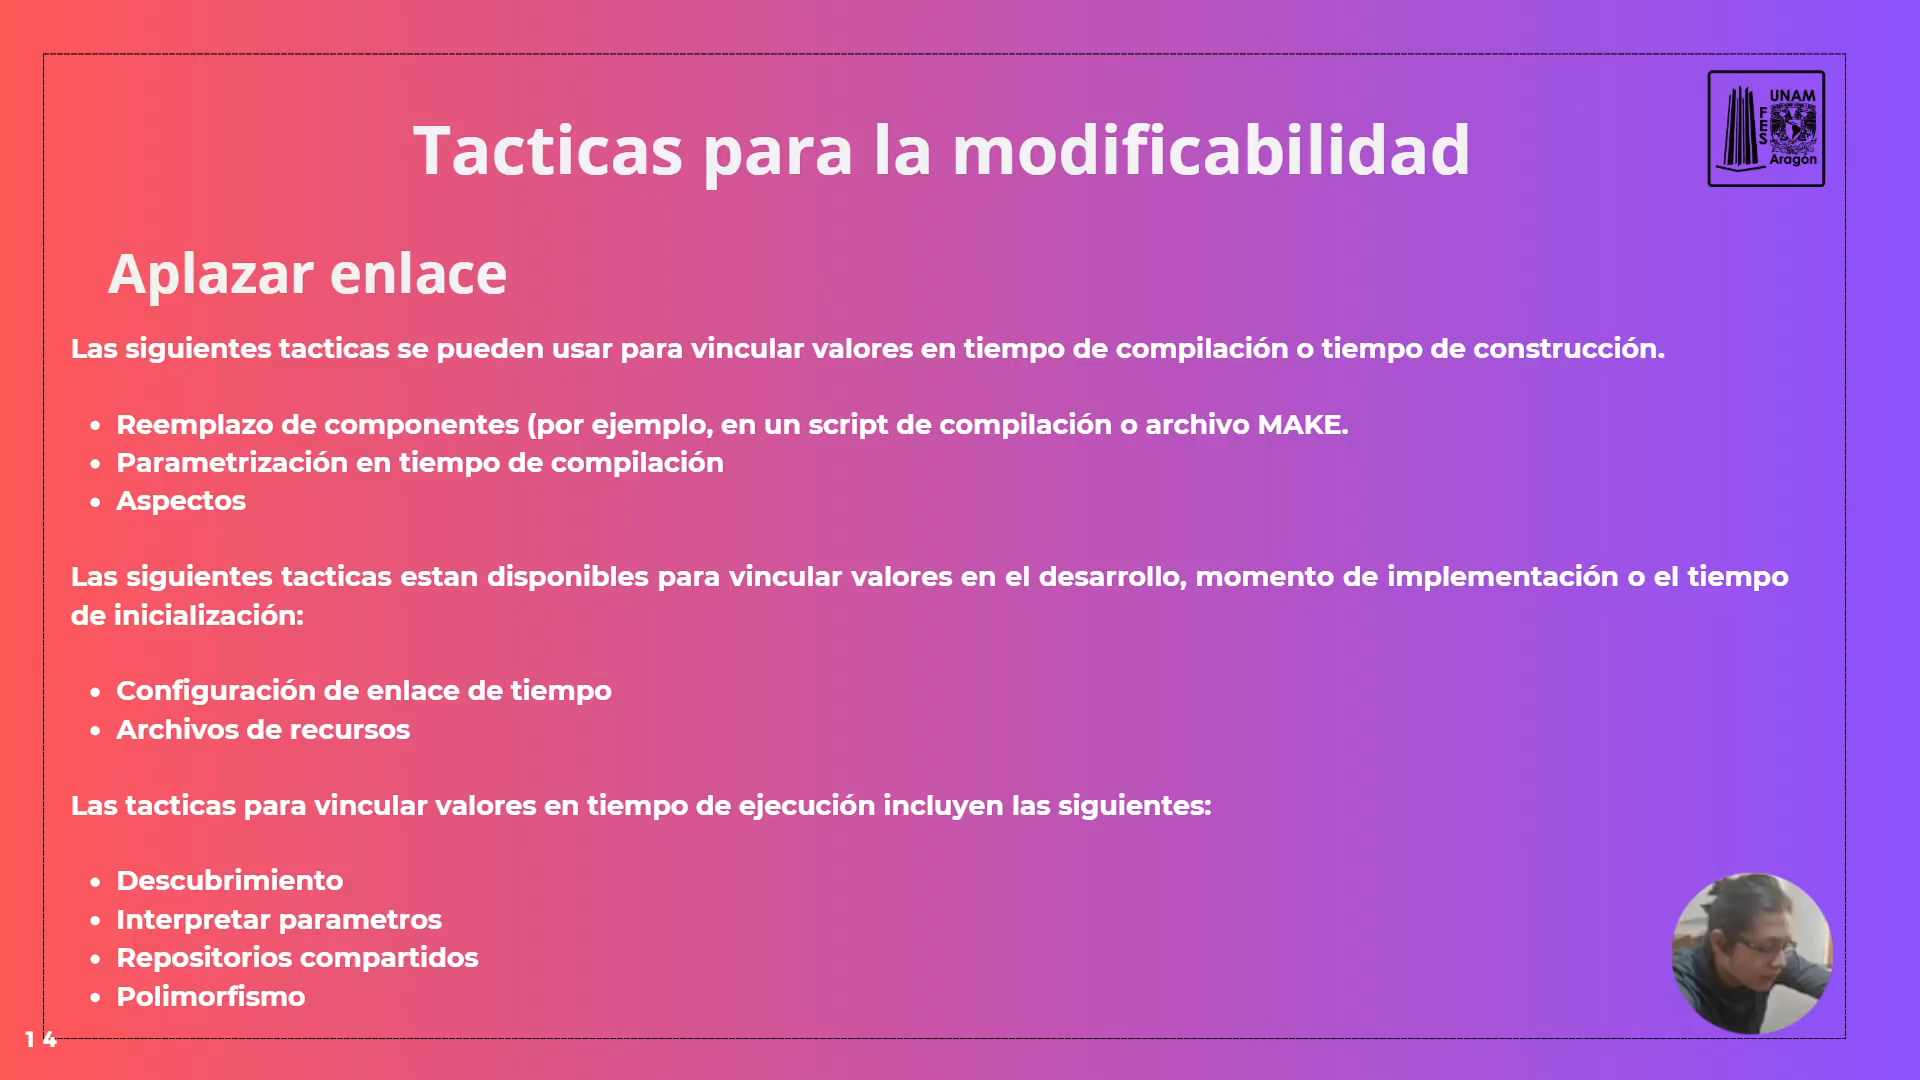 UNAM
FES
Aragón
Tacticas para la modificabilidad
Aplazar enlace
Las siguientes tacticas se pueden usar para vincular valores en tiempo de compilación o tiempo de construcción.
• Reemplazo de componentes (por ejemplo, en un script de compilación o archivo MAKE.
• Parametrización en tiempo de compilación
• Aspectos
Las siguientes tacticas estan disponibles para vincular valores en el desarrollo, momento de implementación o el tiempo
de inicialización:
• Configuración de enlace de tiempo
• Archivos de recursos
Las tacticas para vincular valores en tiempo de ejecución incluyen las siguientes:
• Descubrimiento
• Interpretar parametros
• Repositorios compartidos
• Polimorfismo
14